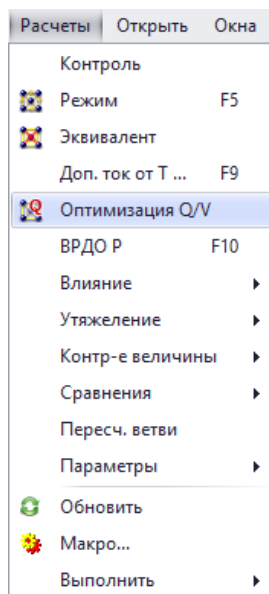 Расчеты Открыть Окна
Контроль
Режим F5
Эквивалент
Доп. ток от Т ... F9
Оптимизация Q/V
ВРДО Р F10
Влияние
Утяжеление
Контр-е величины
Сравнения
Пересч. ветви
Параметры
Обновить
Макро...
Выполнить